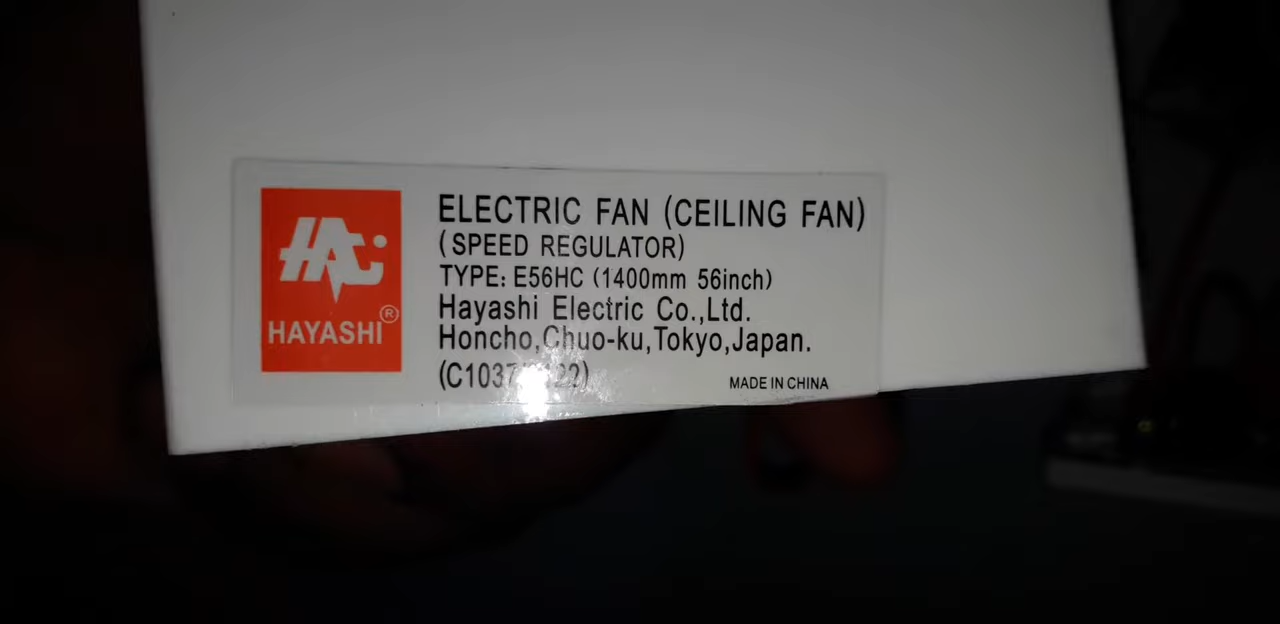 ELECTRIC FAN (CEILING FAN)
(SPEED REGULATOR)
TYPE: E56HC (1400mm 56inch)
Hayashi Electric Co.,Ltd.
Honcho,Chuo-ku,Tokyo,Japan.
MADE IN CHINA
HAYASHI®